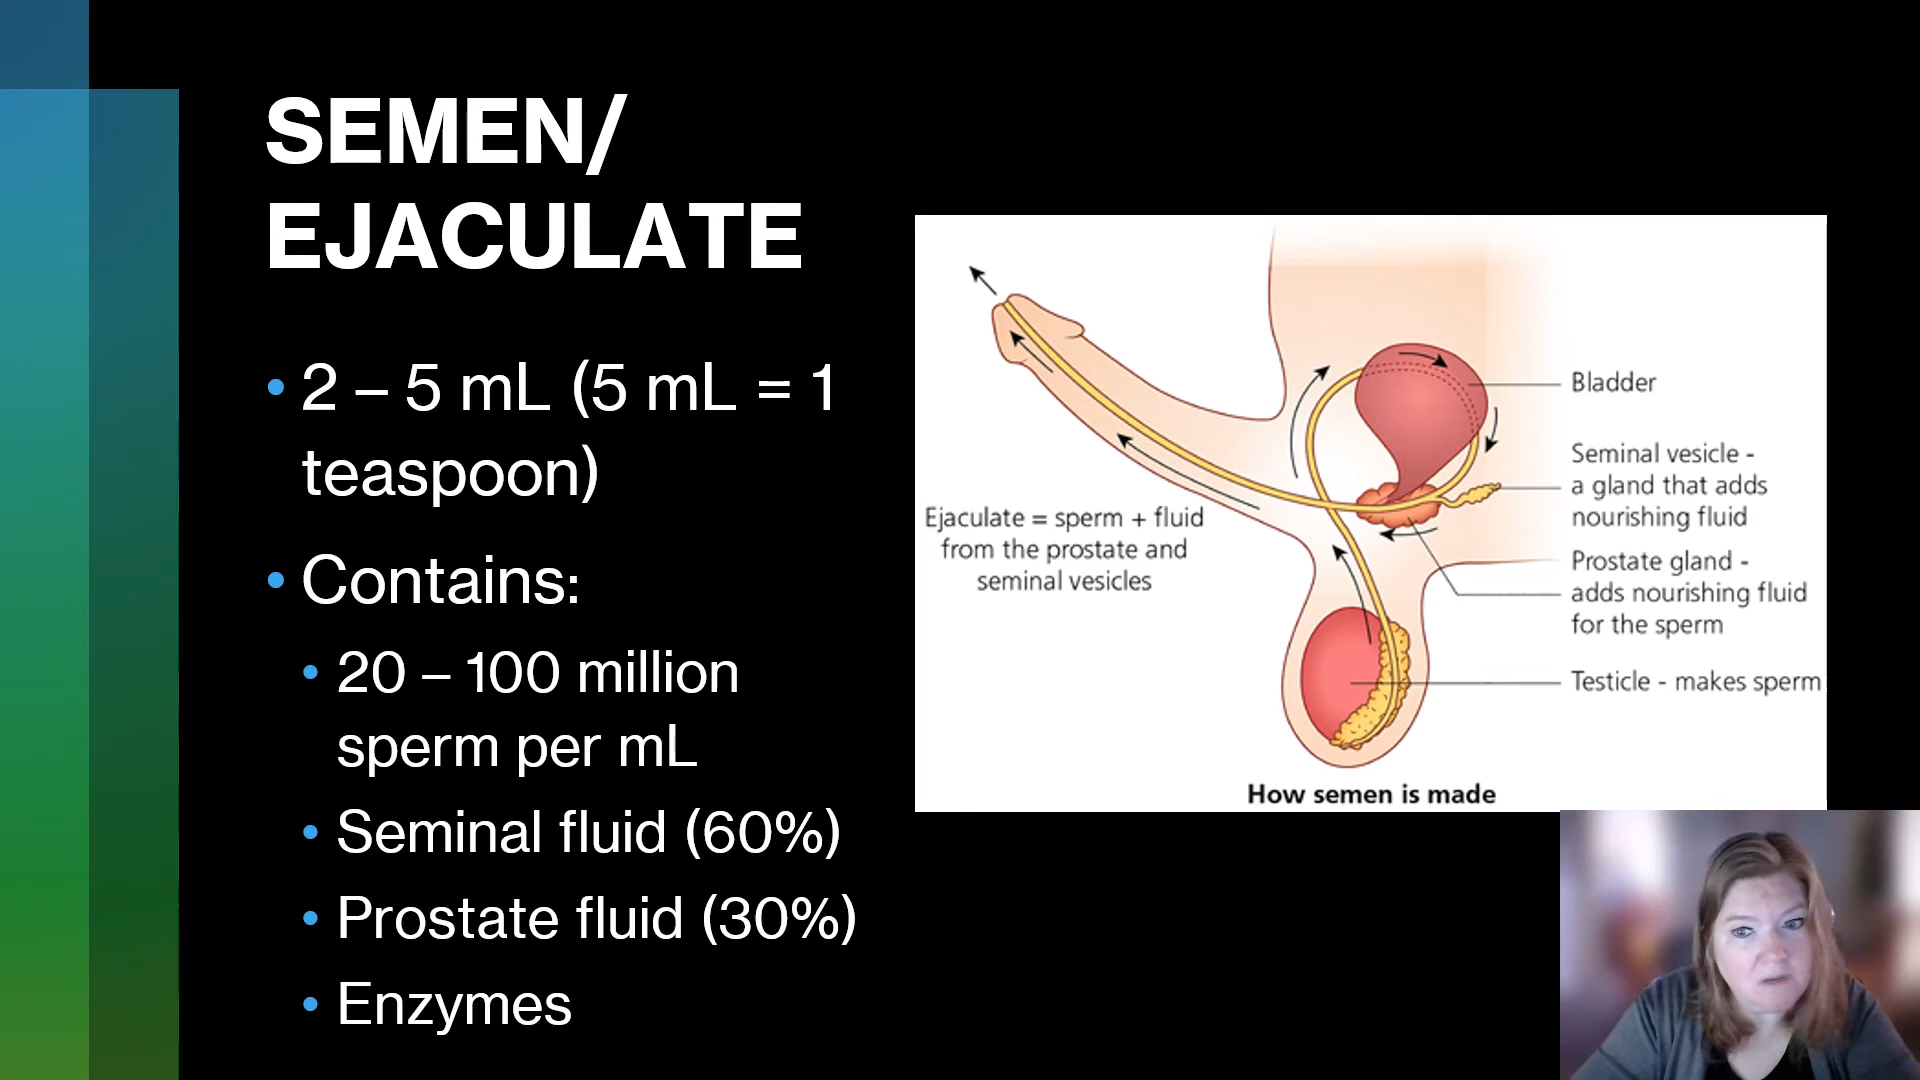 SEMEN/
EJACULATE
• 2 – 5 mL (5 mL = 1
teaspoon)
• Contains:
• 20 – 100 million
sperm per mL
• Seminal fluid (60%)
• Prostate fluid (30%)
• Enzymes
Ejaculate = sperm + fluid
from the prostate and
seminal vesicles
Bladder
Seminal vesicle -
a gland that adds
nourishing fluid
Prostate gland -
adds nourishing fluid
for the sperm
Testicle - makes sperm
How semen is made